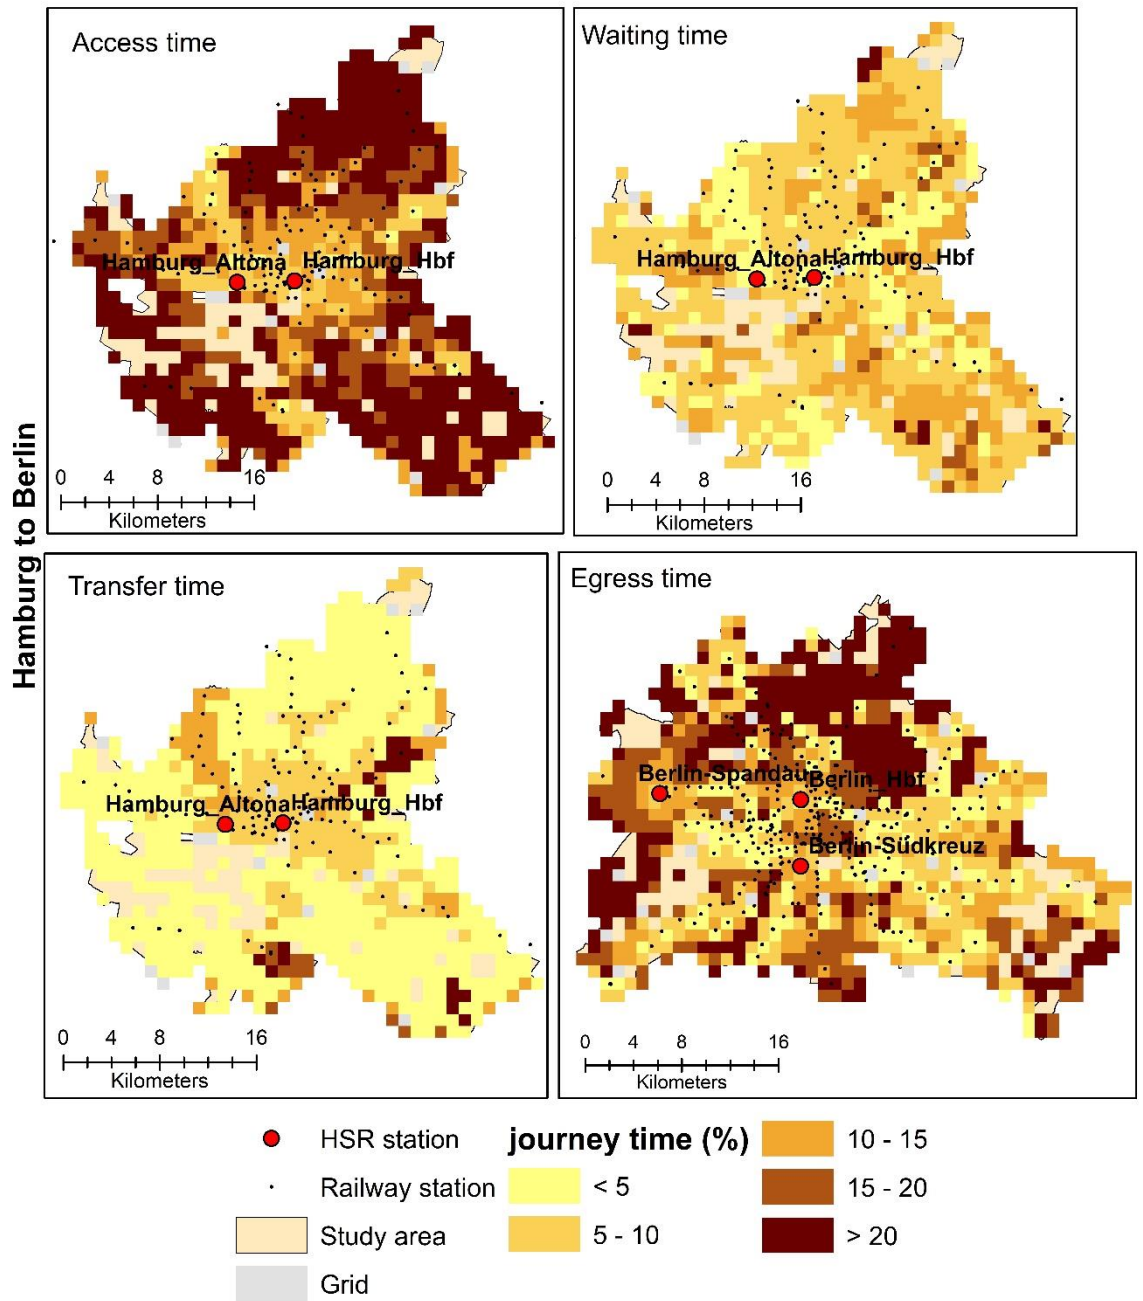 Hamburg to Berlin
Access time
Hamburg_Altona
Hamburg_Hbf
0 4 8 16
Kilometers
Waiting time
Hamburg_Altona
Hamburg_Hbf
0 4 8 16
Kilometers
Transfer time
Hamburg_Altona
Hamburg_Hbf
0 4 8 16
Kilometers
Egress time
Berlin-Spandau
Berlin_Hbf
Berlin-Südkreuz
0 4 8 16
Kilometers
HSR station
Railway station
Study area
Grid
journey time (%)
< 5
5 - 10
10 - 15
15 - 20
> 20